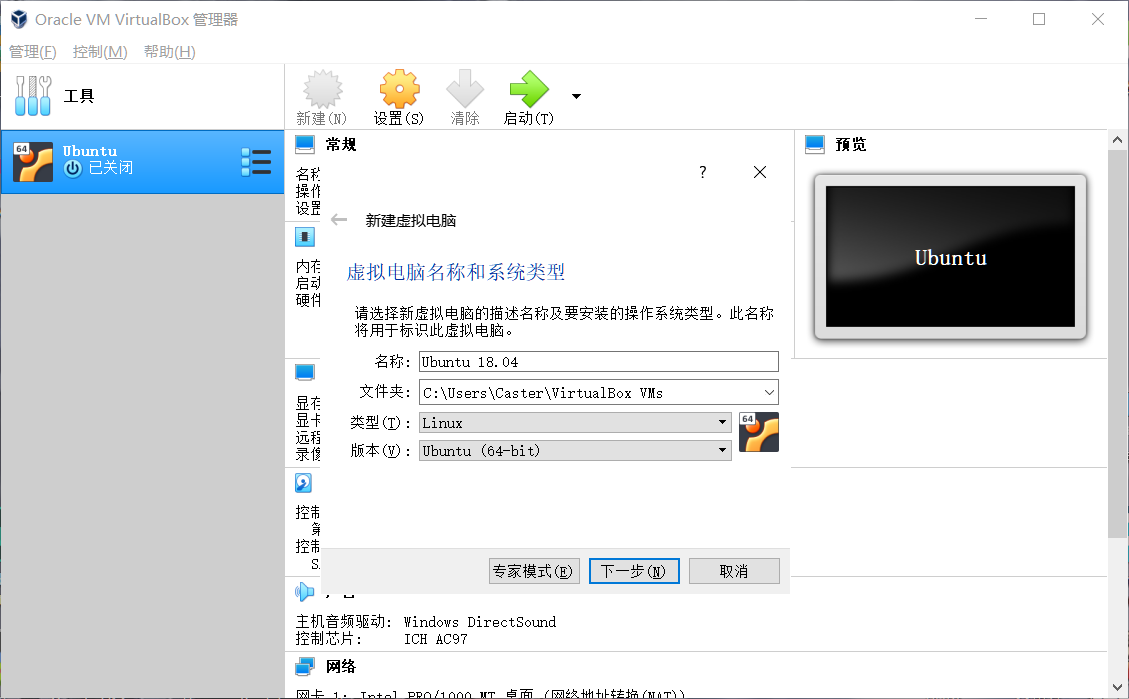 Oracle VM VirtualBox 管理器
管理(F) 控制(M) 帮助(H)
工具
新建(N) 设置(S) 清除 启动(T)
64
Ubuntu
已关闭
常规
名称
操作
设置
内存
启动
硬件
显存
显卡
远程
录像
控制
第
控制
S
?
新建虚拟电脑
虚拟电脑名称和系统类型
请选择新虚拟电脑的描述名称及要安装的操作系统类型。此名称
将用于标识此虚拟电脑。
名称: Ubuntu 18.04
文件夹: C:\Users\Caster\VirtualBox VMs
类型(T): Linux
64
版本(V): Ubuntu (64-bit)
专家模式(E) 下一步(N) 取消
预览
Ubuntu
主机音频驱动: Windows DirectSound
控制芯片: ICH AC97
网络
网卡 1: Intel PRO/1000 MT 桌面 (网络地址转换(NAT))